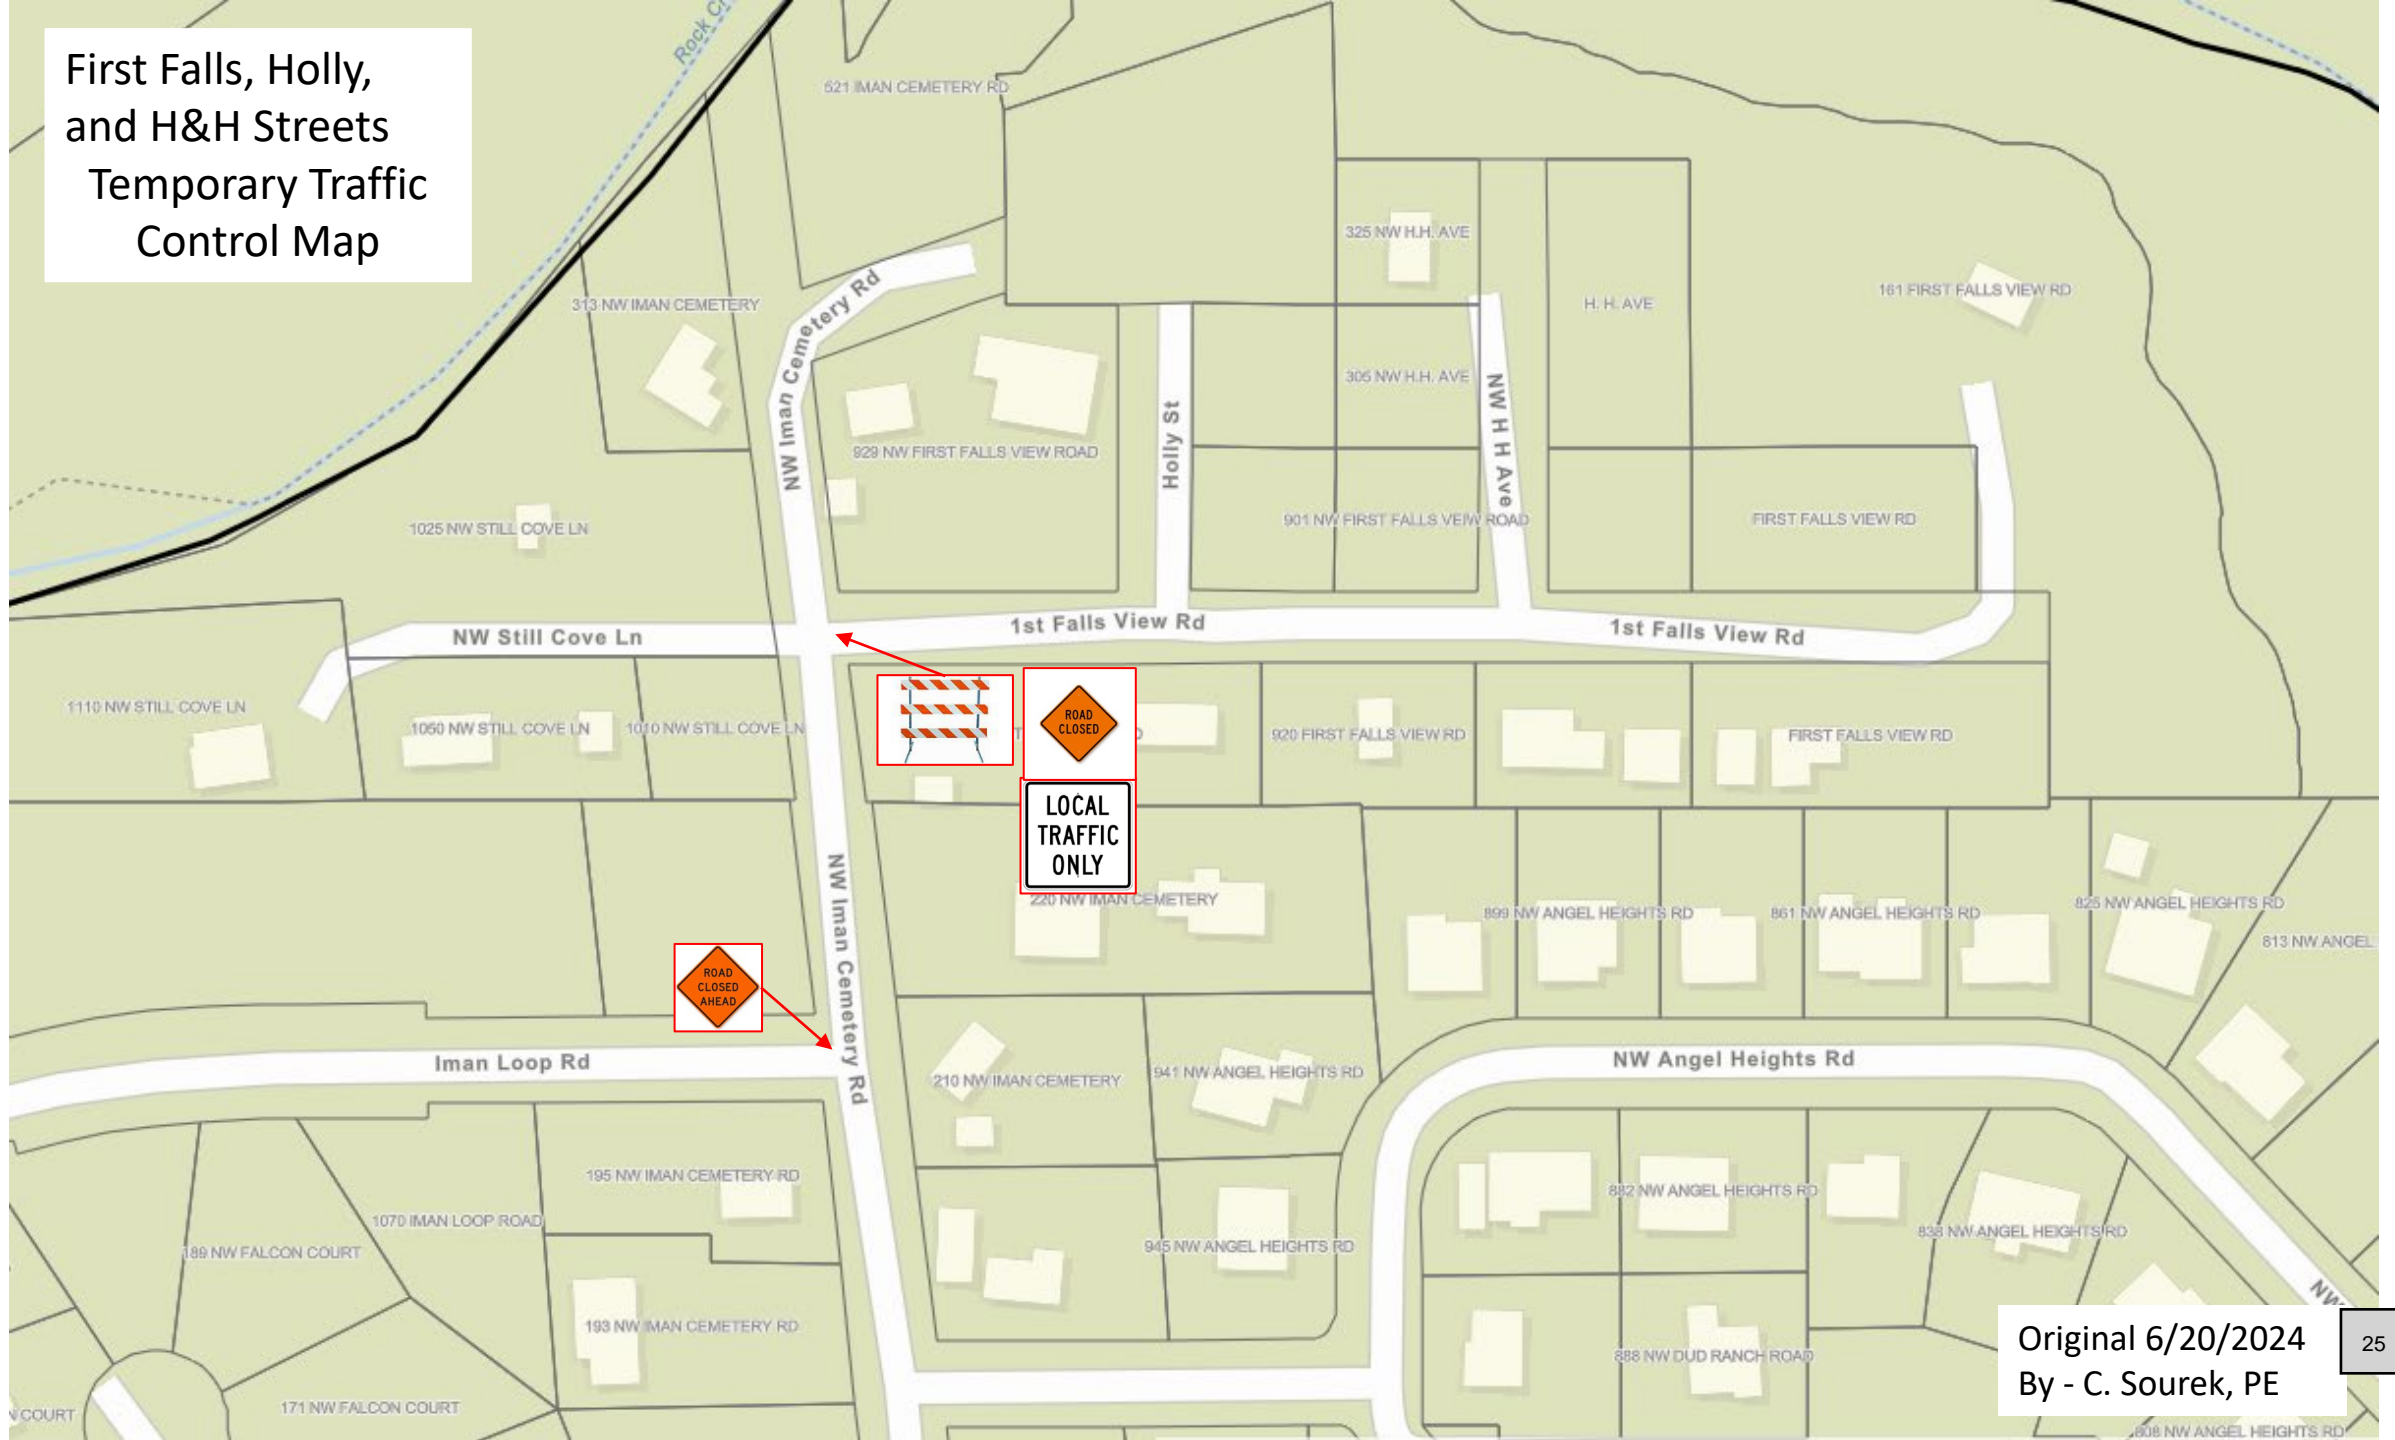 First Falls, Holly,
and H&H Streets
Temporary Traffic
Control Map
521 IMAN CEMETERY RD
325 NW H.H. AVE
161 FIRST FALLS VIEW RD
H. H. AVE
313 NW IMAN CEMETERY
NW Iman Cemetery Rd
305 NW H.H. AVE
Holly St
NW H H Ave
929 NW FIRST FALLS VIEW ROAD
1025 NW STILL COVE LN
901 NW FIRST FALLS VEIW ROAD
FIRST FALLS VIEW RD
NW Still Cove Ln
1st Falls View Rd
1st Falls View Rd
1110 NW STILL COVE LN
1050 NW STILL COVE LN
1010 NW STILL COVE LN
ROAD
CLOSED
920 FIRST FALLS VIEW RD
FIRST FALLS VIEW RD
LOCAL
TRAFFIC
ONLY
220 NW IMAN CEMETERY
899 NW ANGEL HEIGHTS RD
861 NW ANGEL HEIGHTS RD
825 NW ANGEL HEIGHTS RD
813 NW ANGEL
NW Iman Cemetery Rd
ROAD
CLOSED
AHEAD
Iman Loop Rd
NW Angel Heights Rd
210 NW IMAN CEMETERY
941 NW ANGEL HEIGHTS RD
195 NW IMAN CEMETERY RD
1070 IMAN LOOP ROAD
189 NW FALCON COURT
882 NW ANGEL HEIGHTS RD
838 NW ANGEL HEIGHTS RD
945 NW ANGEL HEIGHTS RD
193 NW IMAN CEMETERY RD
888 NW DUD RANCH ROAD
NW
171 NW FALCON COURT
COURT
Original 6/20/2024
By - C. Sourek, PE
25
808 NW ANGEL HEIGHTS RD